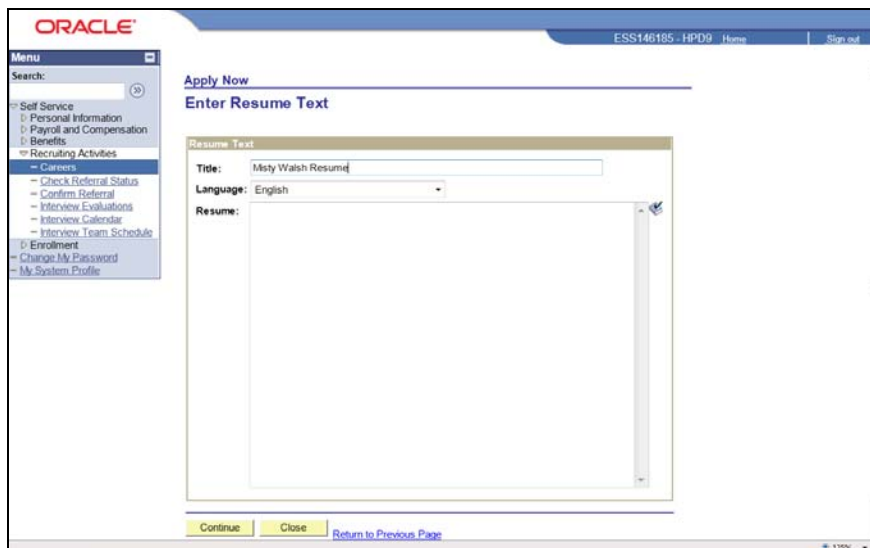 ORACLE
ESS146185 - HPD9 Home Sign out
Menu
Search:
Self Service
Personal Information
Payroll and Compensation
Benefits
Recruiting Activities
Careers
Check Referral Status
Confirm Referral
Interview Evaluations
Interview Calendar
Interview Team Schedule
Enrollment
Change My Password
My System Profile
Apply Now
Enter Resume Text
Resume Text
Title: Misty Walsh Resume
Language: English
Resume:
Continue Close Return to Previous Page
125%